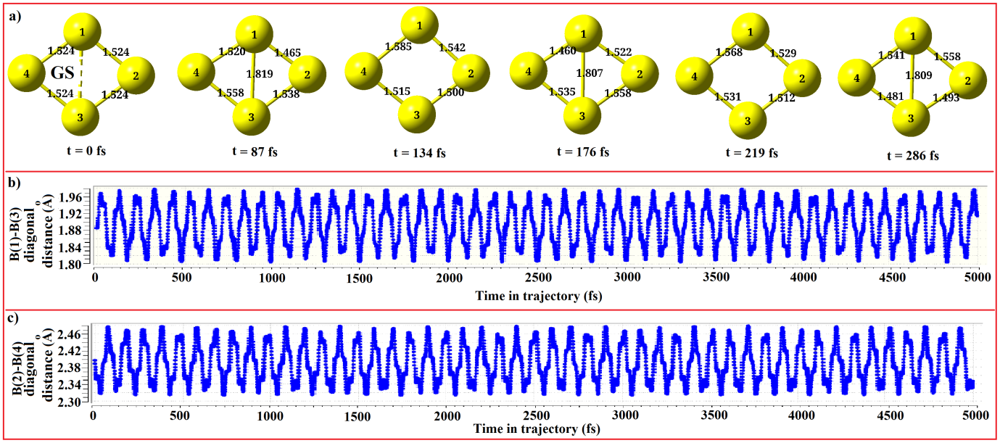 a)
1 1 1 1 1 1
1.524 1.524 1.520 1.465 1.585 1.542 1.460 1.522 1.568 1.529 1.541 1.558
4 GS 2 4 1.819 2 4 2 4 1.807 2 4 2 4 1.809 2
1.524 1.524 1.558 1.538 1.515 1.500 1.535 1.558 1.531 1.512 1.481 1.493
3 3 3 3 3 3
t = 0 fs t = 87 fs t = 134 fs t = 176 fs t = 219 fs t = 286 fs
b)
B(1)-B(3)
diagonal
distance (Å)
1.96
1.92
1.88
1.84
1.80
0 500 1000 1500 2000 2500 3000 3500 4000 4500 5000
Time in trajectory (fs)
c)
B(2)-B(4)
diagonal
distance (Å)
2.46
2.42
2.38
2.34
2.30
0 500 1000 1500 2000 2500 3000 3500 4000 4500 5000
Time in trajectory (fs)